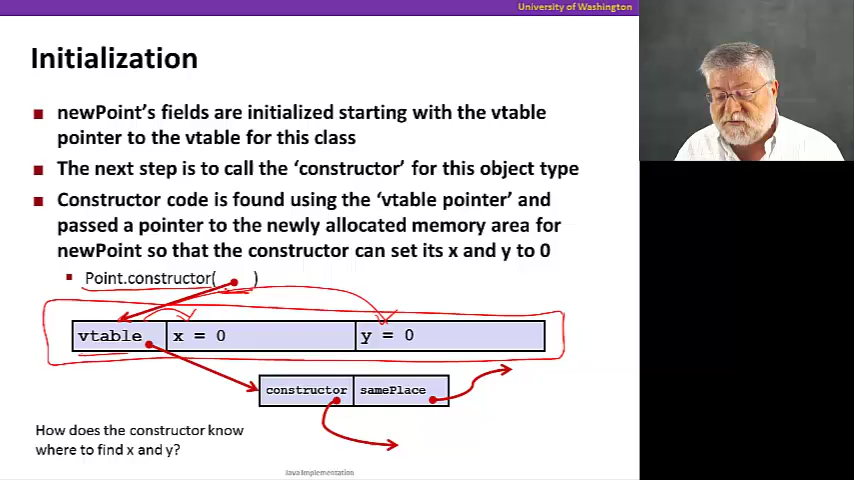 University of Washington
Initialization
newPoint's fields are initialized starting with the vtable
pointer to the vtable for this class
The next step is to call the 'constructor' for this object type
Constructor code is found using the 'vtable pointer' and
passed a pointer to the newly allocated memory area for
newPoint so that the constructor can set its x and y to 0
Point.constructor( )
vtable x = 0 y = 0
constructor samePlace
How does the constructor know
where to find x and y?
Java Implementation